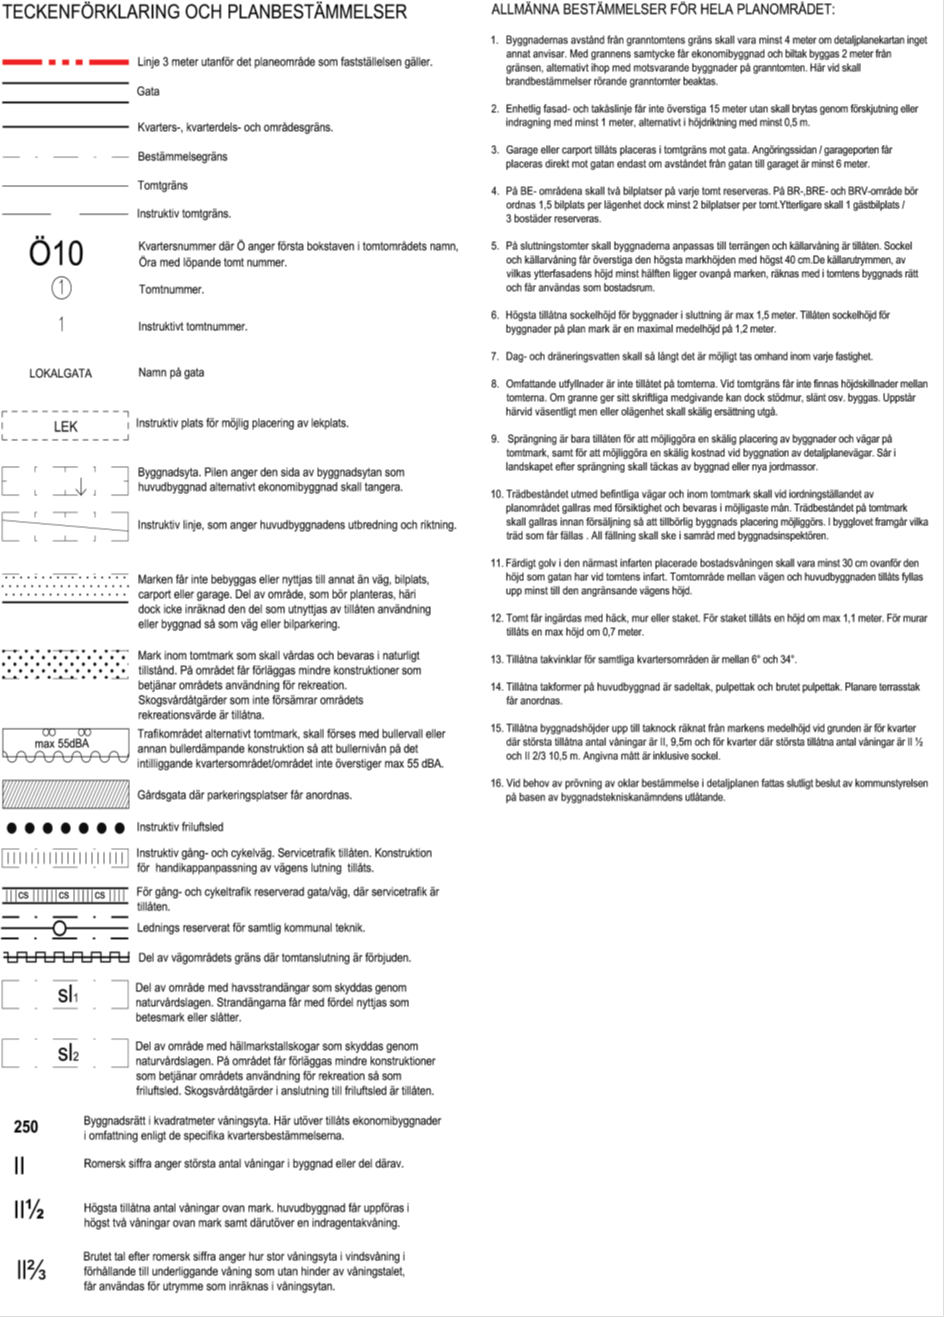 TECKENFÖRKLARING OCH PLANBESTÄMMELSER
Linje 3 meter utanför det planeområde som fastställelsen gäller.
Gata
Kvarters-, kvarterdels- och områdesgräns.
Bestämmelsegräns
Tomtgräns
Instruktiv tomtgräns.
Ö10
Kvartersnummer där Ö anger första bokstaven i tomtområdets namn,
Öra med löpande tomt nummer.
1
Tomtnummer.
1
Instruktivt tomtnummer.
LOKALGATA
Namn på gata
LEK
Instruktiv plats för möjlig placering av lekplats.
Byggnadsyta. Pilen anger den sida av byggnadsytan som
huvudbyggnad alternativt ekonomibyggnad skall tangera.
Instruktiv linje, som anger huvudbyggnadens utbredning och riktning.
Marken får inte bebyggas eller nyttjas till annat än väg, bilplats,
carport eller garage. Del av område, som bör planteras, häri
dock icke inräknad den del som utnyttjas av tillåten användning
eller byggnad så som väg eller bilparkering.
Mark inom tomtmark som skall vårdas och bevaras i naturligt
tillstånd. På området får förläggas mindre konstruktioner som
betjänar områdets användning för rekreation.
Skogsvårdåtgärder som inte försämrar områdets
rekreationsvärde är tillåtna.
max 55dBA
Trafikområdet alternativt tomtmark, skall förses med bullervall eller
annan bullerdämpande konstruktion så att bullernivån på det
intilliggande kvartersområdet/området inte överstiger max 55 dBA.
Gårdsgata där parkeringsplatser får anordnas.
Instruktiv friluftsled
Instruktiv gång- och cykelväg. Servicetrafik tillåten. Konstruktion
för handikappanpassning av vägens lutning tillåts.
cs cs cs
För gång- och cykeltrafik reserverad gata/väg, där servicetrafik är
tillåten.
Lednings reserverat för samtlig kommunal teknik.
Del av vägområdets gräns där tomtanslutning är förbjuden.
sl1
Del av område med havsstrandängar som skyddas genom
naturvårdslagen. Strandängarna får med fördel nyttjas som
betesmark eller slåtter.
sl2
Del av område med hällmarkstallskogar som skyddas genom
naturvårdslagen. På området får förläggas mindre konstruktioner
som betjänar områdets användning för rekreation så som
friluftsled. Skogsvårdåtgärder i anslutning till friluftsled är tillåten.
250
Byggnadsrätt i kvadratmeter våningsyta. Här utöver tillåts ekonomibyggnader
i omfattning enligt de specifika kvartersbestämmelserna.
II
Romersk siffra anger största antal våningar i byggnad eller del därav.
II½
Högsta tillåtna antal våningar ovan mark. huvudbyggnad får uppföras i
högst två våningar ovan mark samt därutöver en indragentakvåning.
II⅔
Brutet tal efter romersk siffra anger hur stor våningsyta i vindsvåning i
förhållande till underliggande våning som utan hinder av våningstalet,
får användas för utrymme som inräknas i våningsytan.
ALLMÄNNA BESTÄMMELSER FÖR HELA PLANOMRÅDET:
1. Byggnadernas avstånd från granntomtens gräns skall vara minst 4 meter om detaljplanekartan inget
annat anvisar. Med grannens samtycke får ekonomibyggnad och biltak byggas 2 meter från
gränsen, alternativt ihop med motsvarande byggnader på granntomten. Här vid skall
brandbestämmelser rörande granntomter beaktas.
2. Enhetlig fasad- och takåslinje får inte överstiga 15 meter utan skall brytas genom förskjutning eller
indragning med minst 1 meter, alternativt i höjdriktning med minst 0,5 m.
3. Garage eller carport tillåts placeras i tomtgräns mot gata. Angöringssidan / garageporten får
placeras direkt mot gatan endast om avståndet från gatan till garaget är minst 6 meter.
4. På BE- områdena skall två bilplatser på varje tomt reserveras. På BR-,BRE- och BRV-område bör
ordnas 1,5 bilplats per lägenhet dock minst 2 bilplatser per tomt.Ytterligare skall 1 gästbilplats /
3 bostäder reserveras.
5. På sluttningstomter skall byggnaderna anpassas till terrängen och källarvåning är tillåten. Sockel
och källarvåning får överstiga den högsta markhöjden med högst 40 cm.De källarutrymmen, av
vilkas ytterfasadens höjd minst hälften ligger ovanpå marken, räknas med i tomtens byggnads rätt
och får användas som bostadsrum.
6. Högsta tillåtna sockelhöjd för byggnader i sluttning är max 1,5 meter. Tillåten sockelhöjd för
byggnader på plan mark är en maximal medelhöjd på 1,2 meter.
7. Dag- och dräneringsvatten skall så långt det är möjligt tas omhand inom varje fastighet.
8. Omfattande utfyllnader är inte tillåtet på tomterna. Vid tomtgräns får inte finnas höjdskillnader mellan
tomterna. Om granne ger sitt skriftliga medgivande kan dock stödmur, slänt osv. byggas. Uppstår
härvid väsentligt men eller olägenhet skall skälig ersättning utgå.
9. Sprängning är bara tillåten för att möjliggöra en skälig placering av byggnader och vägar på
tomtmark, samt för att möjliggöra en skälig kostnad vid byggnation av detaljplanevägar. Sår i
landskapet efter sprängning skall täckas av byggnad eller nya jordmassor.
10. Trädbeståndet utmed befintliga vägar och inom tomtmark skall vid iordningställandet av
planområdet gallras med försiktighet och bevaras i möjligaste mån. Trädbeståndet på tomtmark
skall gallras innan försäljning så att tillbörlig byggnads placering möjliggörs. I bygglovet framgår vilka
träd som får fällas . All fällning skall ske i samråd med byggnadsinspektören.
11. Färdigt golv i den närmast infarten placerade bostadsvåningen skall vara minst 30 cm ovanför den
höjd som gatan har vid tomtens infart. Tomtområde mellan vägen och huvudbyggnaden tillåts fyllas
upp minst till den angränsande vägens höjd.
12. Tomt får ingärdas med häck, mur eller staket. För staket tillåts en höjd om max 1,1 meter. För murar
tillåts en max höjd om 0,7 meter.
13. Tillåtna takvinklar för samtliga kvartersområden är mellan 6° och 34°.
14. Tillåtna takformer på huvudbyggnad är sadeltak, pulpettak och brutet pulpettak. Planare terrasstak
får anordnas.
15. Tillåtna byggnadshöjder upp till taknock räknat från markens medelhöjd vid grunden är för kvarter
där största tillåtna antal våningar är II, 9,5m och för kvarter där största tillåtna antal våningar är II ½
och II 2/3 10,5 m. Angivna mått är inklusive sockel.
16. Vid behov av prövning av oklar bestämmelse i detaljplanen fattas slutligt beslut av kommunstyrelsen
på basen av byggnadstekniskanämndens utlåtande.